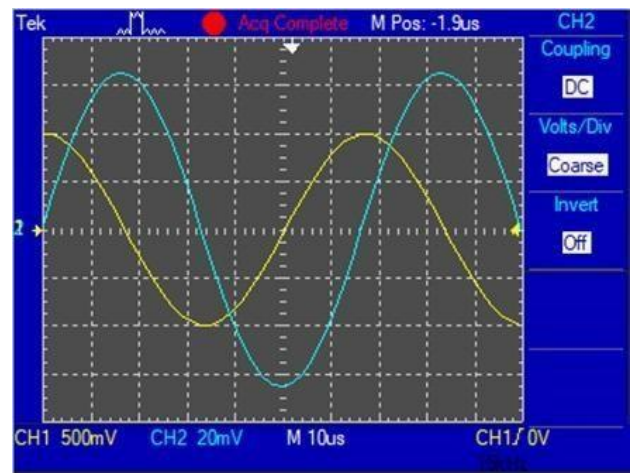 Tek Acq Complete M Pos: -1.9us CH2
Coupling
DC
Volts/Div
Coarse
Invert
Off
2
CH1 500mV CH2 20mV M 10us CH1 0V